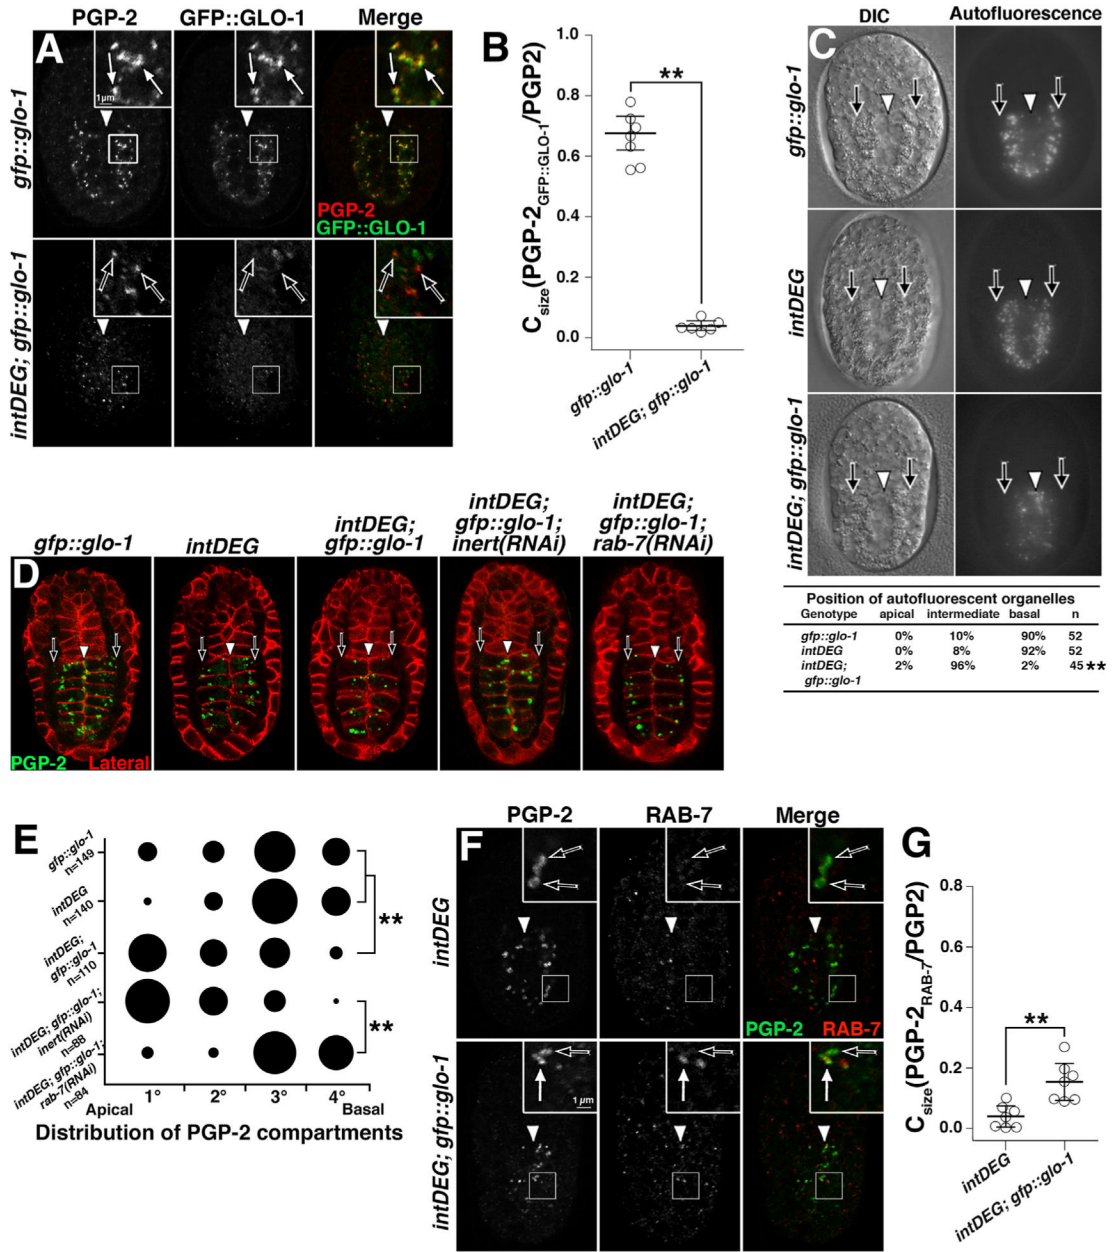 A
PGP-2 GFP::GLO-1 Merge
gfp::glo-1
1µm
PGP-2
GFP::GLO-1
intDEG; gfp::glo-1
B
C_size(PGP-2_GFP::GLO-1/PGP2)
1.0
**
0.8
0.6
0.4
0.2
0.0
gfp::glo-1
intDEG; gfp::glo-1
C
DIC Autofluorescence
gfp::glo-1
intDEG
intDEG; gfp::glo-1
Position of autofluorescent organelles
Genotype apical intermediate basal n
gfp::glo-1 0% 10% 90% 52
intDEG 0% 8% 92% 52
intDEG; 2% 96% 2% 45 **
gfp::glo-1
D
gfp::glo-1
intDEG
intDEG;
gfp::glo-1
intDEG;
gfp::glo-1;
inert(RNAi)
intDEG;
gfp::glo-1;
rab-7(RNAi)
PGP-2 Lateral
E
gfp::glo-1
n=149
intDEG
n=140
intDEG;
gfp::glo-1
n=110
intDEG; gfp::glo-1;
inert(RNAi)
n=88
intDEG; gfp::glo-1;
rab-7(RNAi)
n=84
**
**
1° 2° 3° 4°
Apical Basal
Distribution of PGP-2 compartments
F
PGP-2 RAB-7 Merge
intDEG
PGP-2 RAB-7
intDEG; gfp::glo-1
1 µm
G
C_size(PGP-2_RAB-7/PGP2)
0.8
0.6
0.4
**
0.2
0.0
intDEG
intDEG; gfp::glo-1